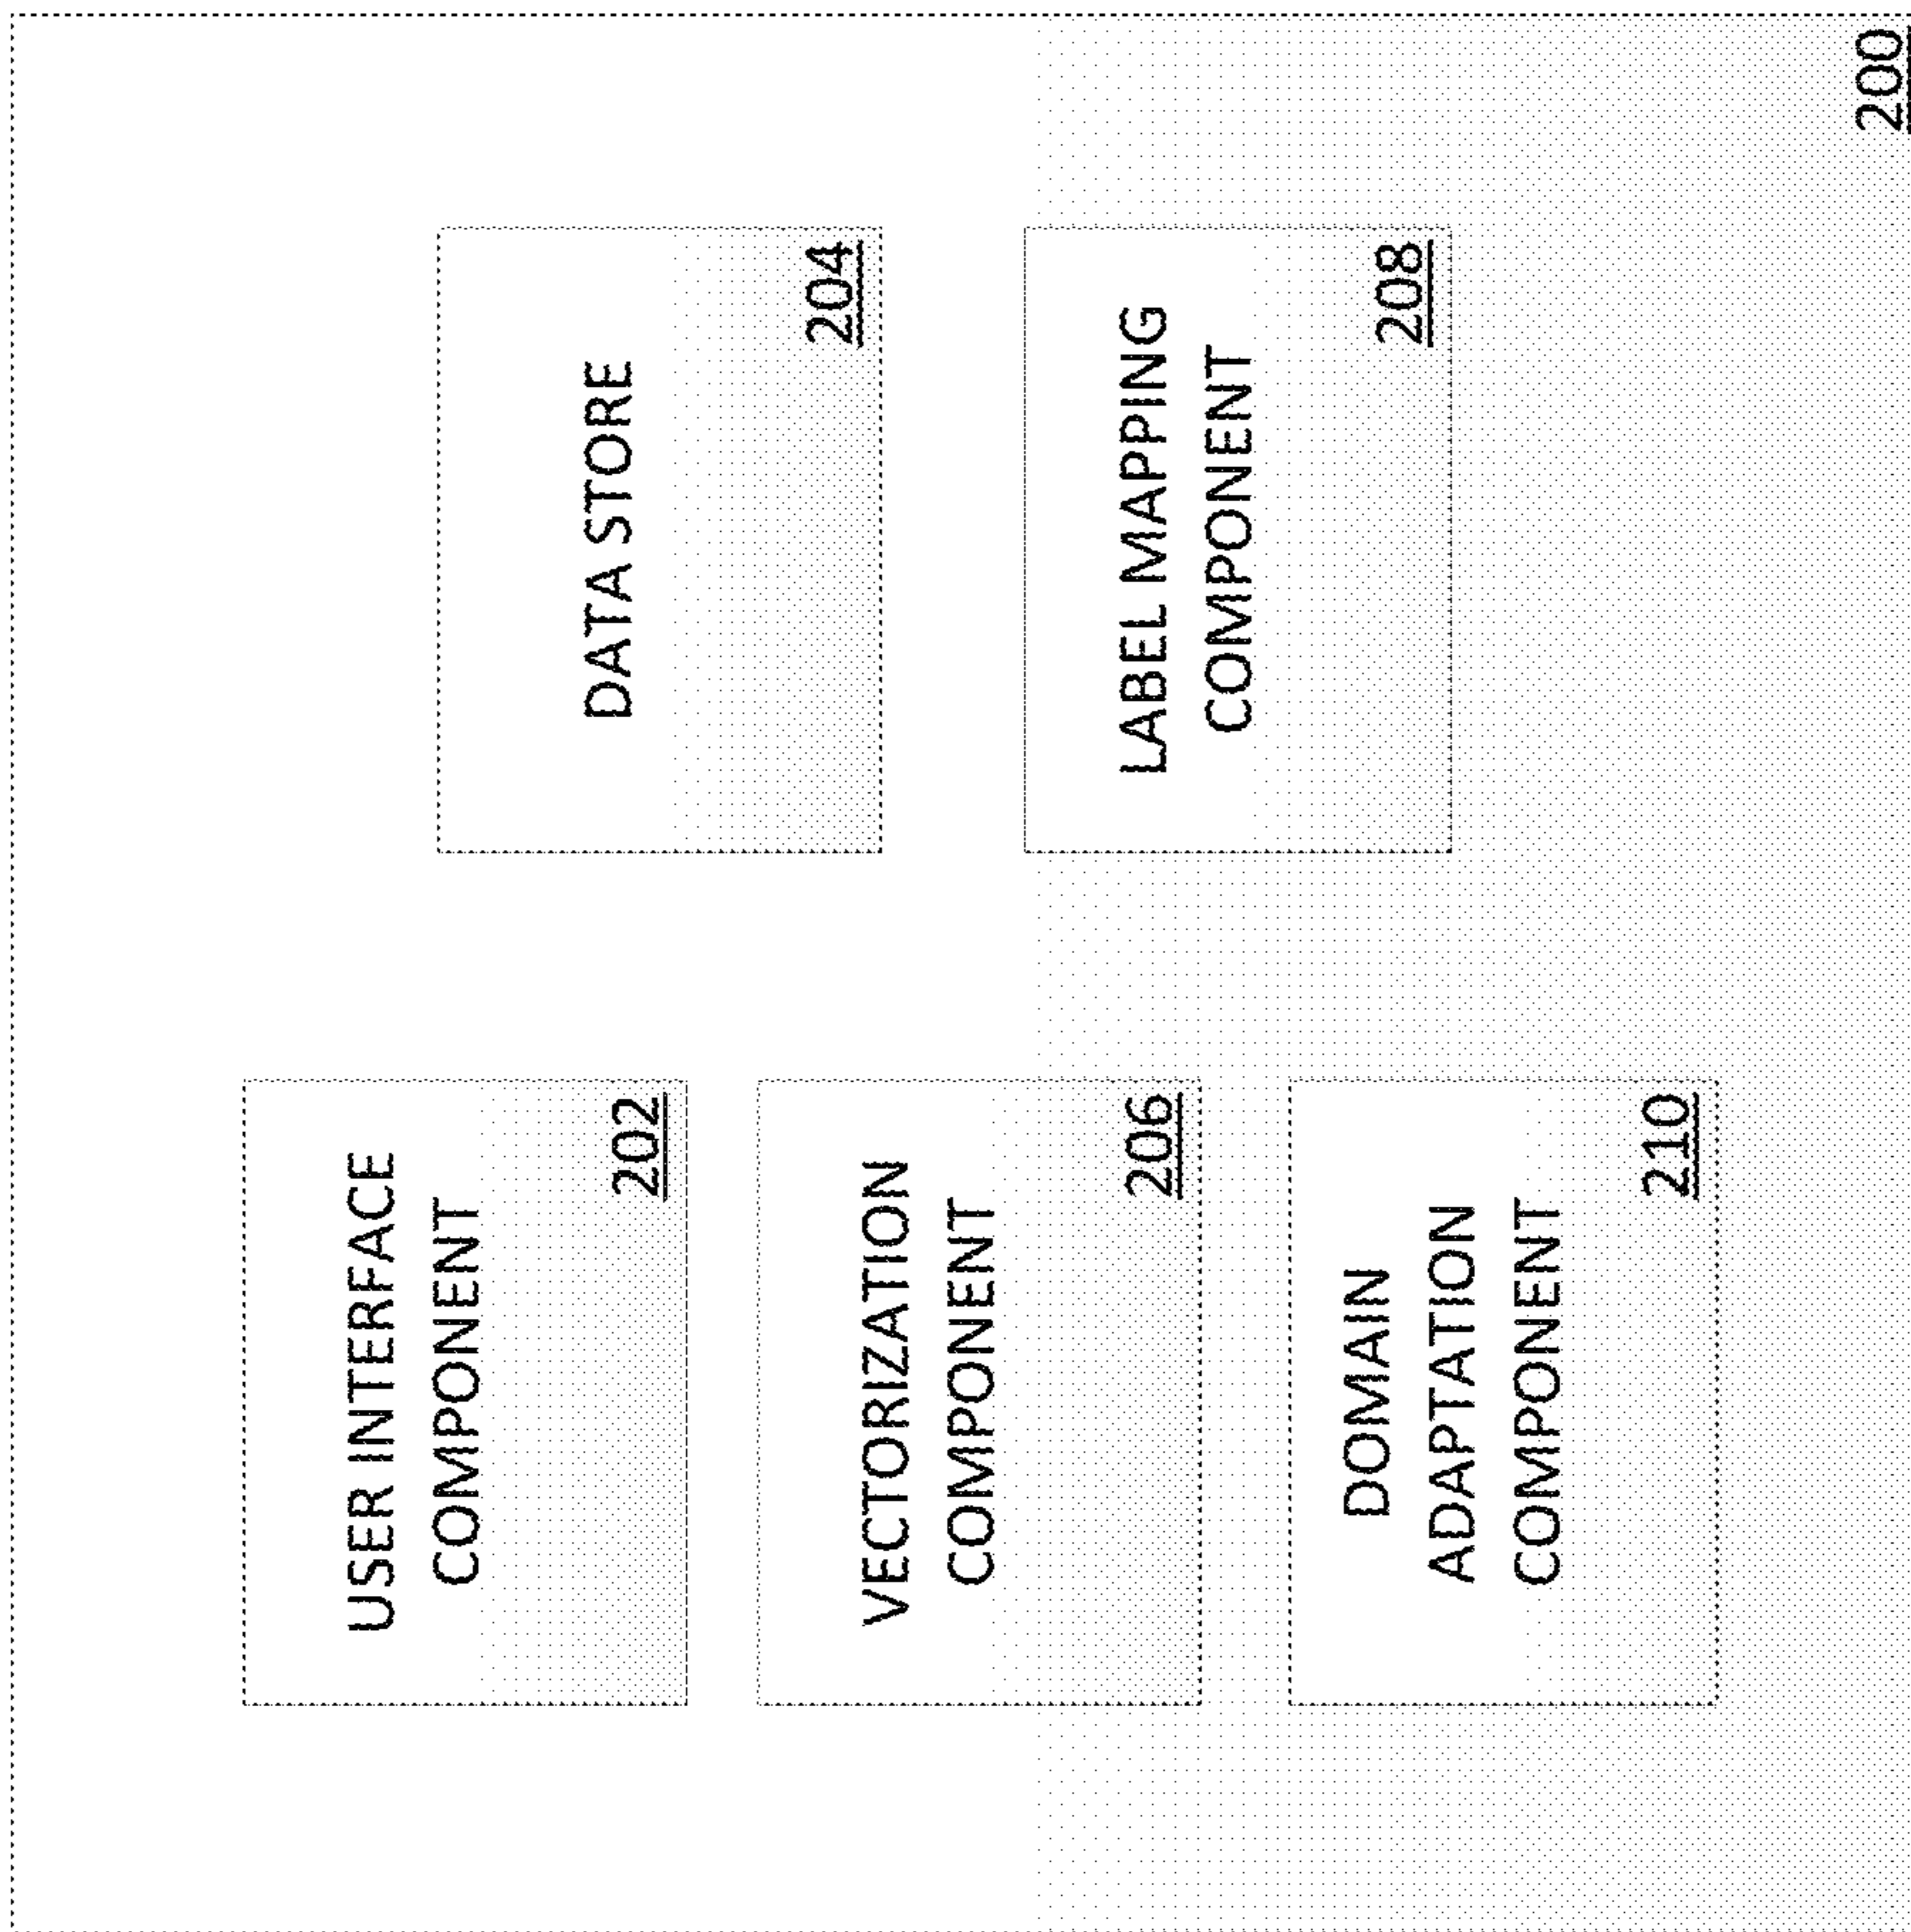 USER INTERFACE
COMPONENT
202
DATA STORE
204
VECTORIZATION
COMPONENT
206
LABEL MAPPING
COMPONENT
208
DOMAIN
ADAPTATION
COMPONENT
210
200